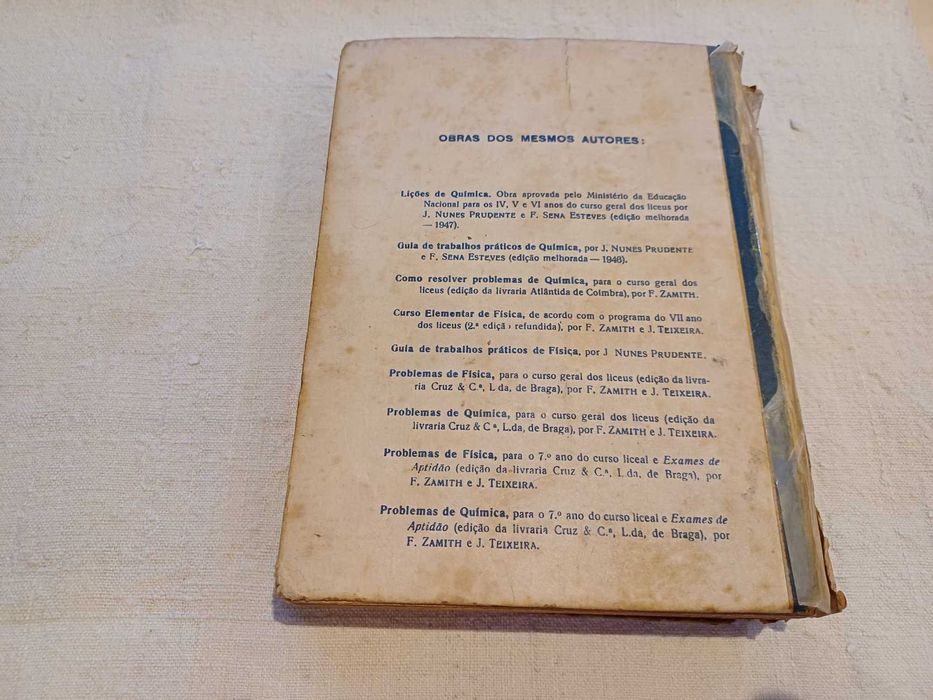 OBRAS DOS MESMOS AUTORES:
Lições de Química. Obra aprovada pelo Ministério da Educação
Nacional para os IV, V e VI anos do curso geral dos liceus por
J. NUNES PRUDENTE E F. SENA ESTEVES (edição melhorada
— 1947).
Guia de trabalhos práticos de Química, por J. NUNES PRUDENTE
e F. SENA ESTEVES (edição melhorada — 1946).
Como resolver problemas de Química, para o curso geral dos
liceus (edição da livraria Atlântida de Coimbra), por F. ZAMITH.
Curso Elementar de Física, de acordo com o programa do VII ano
dos liceus (2.ª ediçã refundida), por F. ZAMITH E J. TEIXEIRA.
Guia de trabalhos práticos de Física, por J NUNES PRUDENTE.
Problemas de Física, para o curso geral dos liceus (edição da livra-
ria Cruz & C.ª, L da, de Braga), por F. ZAMITH E J. TEIXEIRA.
Problemas de Química, para o curso geral dos liceus (edição da
livraria Cruz & C ª, L.da, de Braga), por F. ZAMITH e J. TEIXEIRA.
Problemas de Física, para o 7.º ano do curso liceal e Exames de
Aptidão (edição da livraria Cruz & C.ª, L.da, de Braga), por
F. ZAMITH e J. TEIXEIRA.
Problemas de Química, para o 7.º ano do curso liceal e Exames de
Aptidão (edição da livraria Cruz & C.ª, L.da, de Braga), por
F. ZAMITH e J. TEIXEIRA.